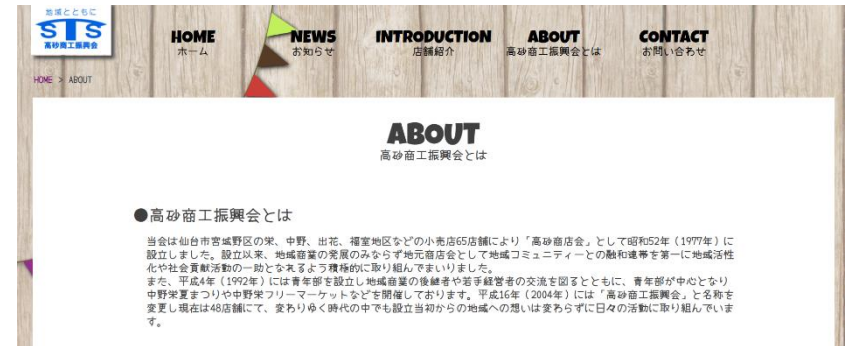 地域とともに
STS
高砂商工振興会
HOME
ホーム
NEWS
お知らせ
INTRODUCTION
店舗紹介
ABOUT
高砂商工振興会とは
CONTACT
お問い合わせ
HOME > ABOUT
ABOUT
高砂商工振興会とは
●高砂商工振興会とは
当会は仙台市宮城野区の栄、中野、出花、福室地区などの小売店65店舗により「高砂商店会」として昭和52年(1977年)に
設立しました。設立以来、地域商業の発展のみならず地元商店会として地域コミュニティーとの融和連帯を第一に地域活性
化や社会貢献活動の一助となれるよう積極的に取り組んでまいりました。
また、平成4年(1992年)には青年部を設立し地域商業の後継者や若手経営者の交流を図るとともに、青年部が中心となり
中野栄夏まつりや中野栄フリーマーケットなどを開催しております。平成16年(2004年)には「高砂商工振興会」と名称を
変更し現在は48店舗にて、変わりゆく時代の中でも設立当初からの地域への想いは変わらずに日々の活動に取り組んでいま
す。